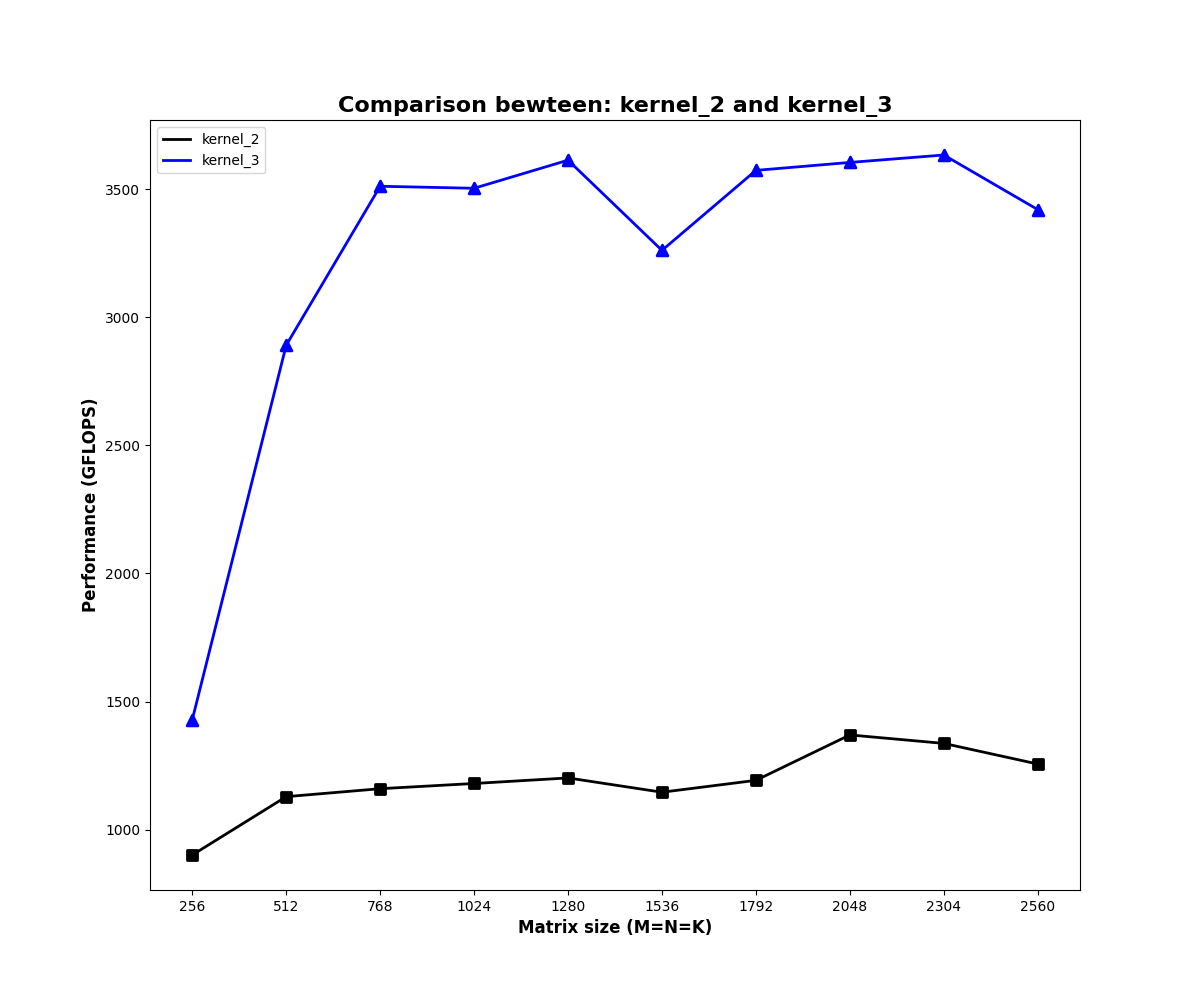 Comparison bewteen: kernel_2 and kernel_3
kernel_2
kernel_3
Performance (GFLOPS)
3500
3000
2500
2000
1500
1000
256 512 768 1024 1280 1536 1792 2048 2304 2560
Matrix size (M=N=K)